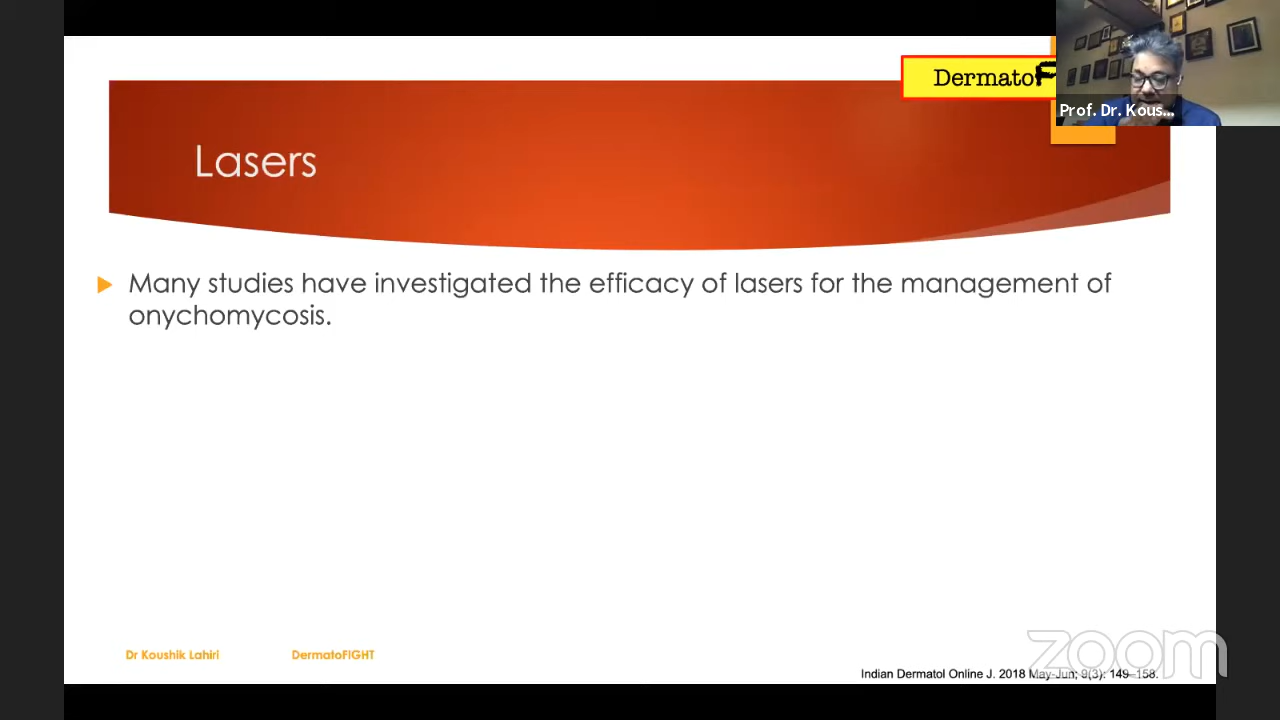 DermatoF
Prof. Dr. Kous...
Lasers
Many studies have investigated the efficacy of lasers for the management of
onychomycosis.
Dr Koushik Lahiri DermatoFIGHT
zoom
Indian Dermatol Online J. 2018 May-Jun; 9(3): 149–158.